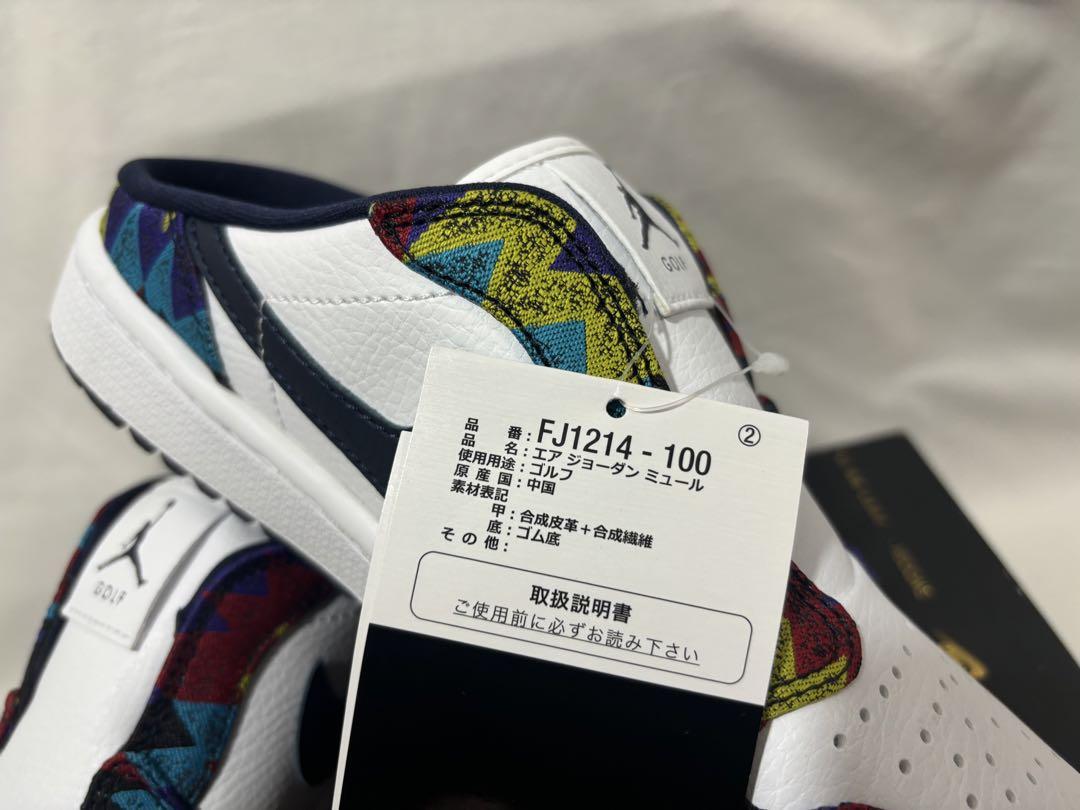 GOLF
②
品番：FJ1214 - 100
品名：エア ジョーダン ミュール
使用用途：ゴルフ
原産国：中国
素材表記
甲：合成皮革＋合成繊維
底：ゴム底
その他：
取扱説明書
ご使用前に必ずお読み下さい
GOLF